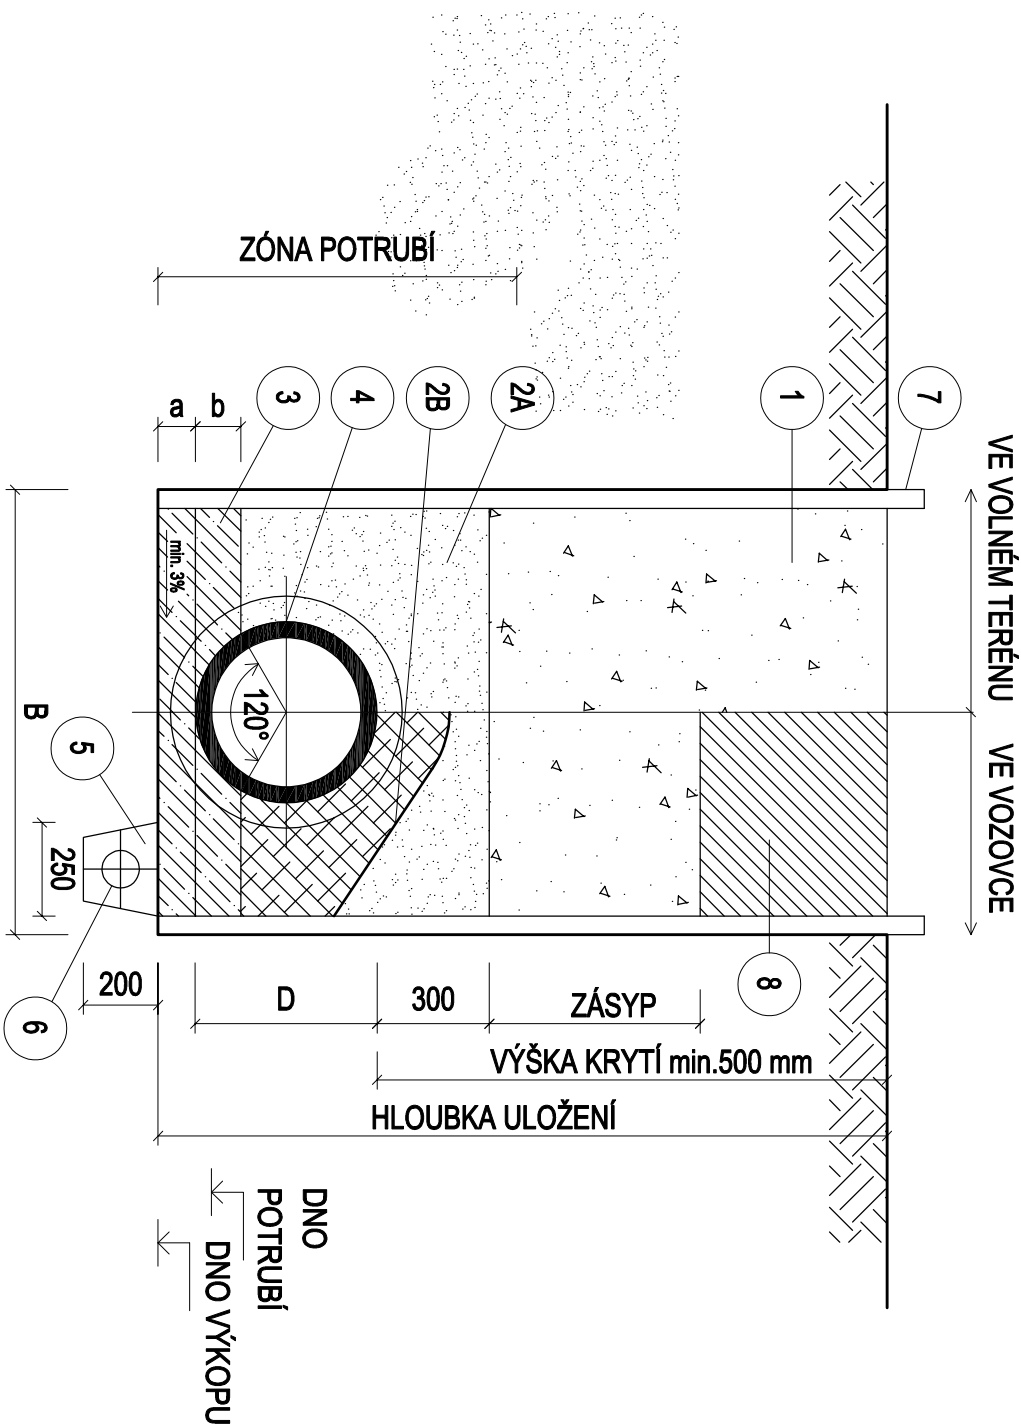 VE VOLNÉM TERÉNU
VE VOZOVCE
7
1
2A
2B
4
3
8
5
6
ZÓNA POTRUBÍ
a
b
min. 3%
120°
B
250
200
D
300
ZÁSYP
VÝŠKA KRYTÍ min.500 mm
HLOUBKA ULOŽENÍ
DNO
POTRUBÍ
DNO VÝKOPU